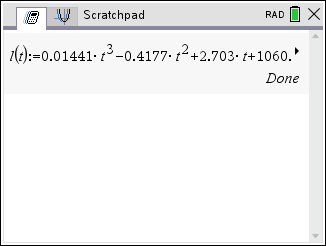 Scratchpad RAD
l(t):=0.01441·t³−0.4177·t²+2.703·t+1060.▸
Done